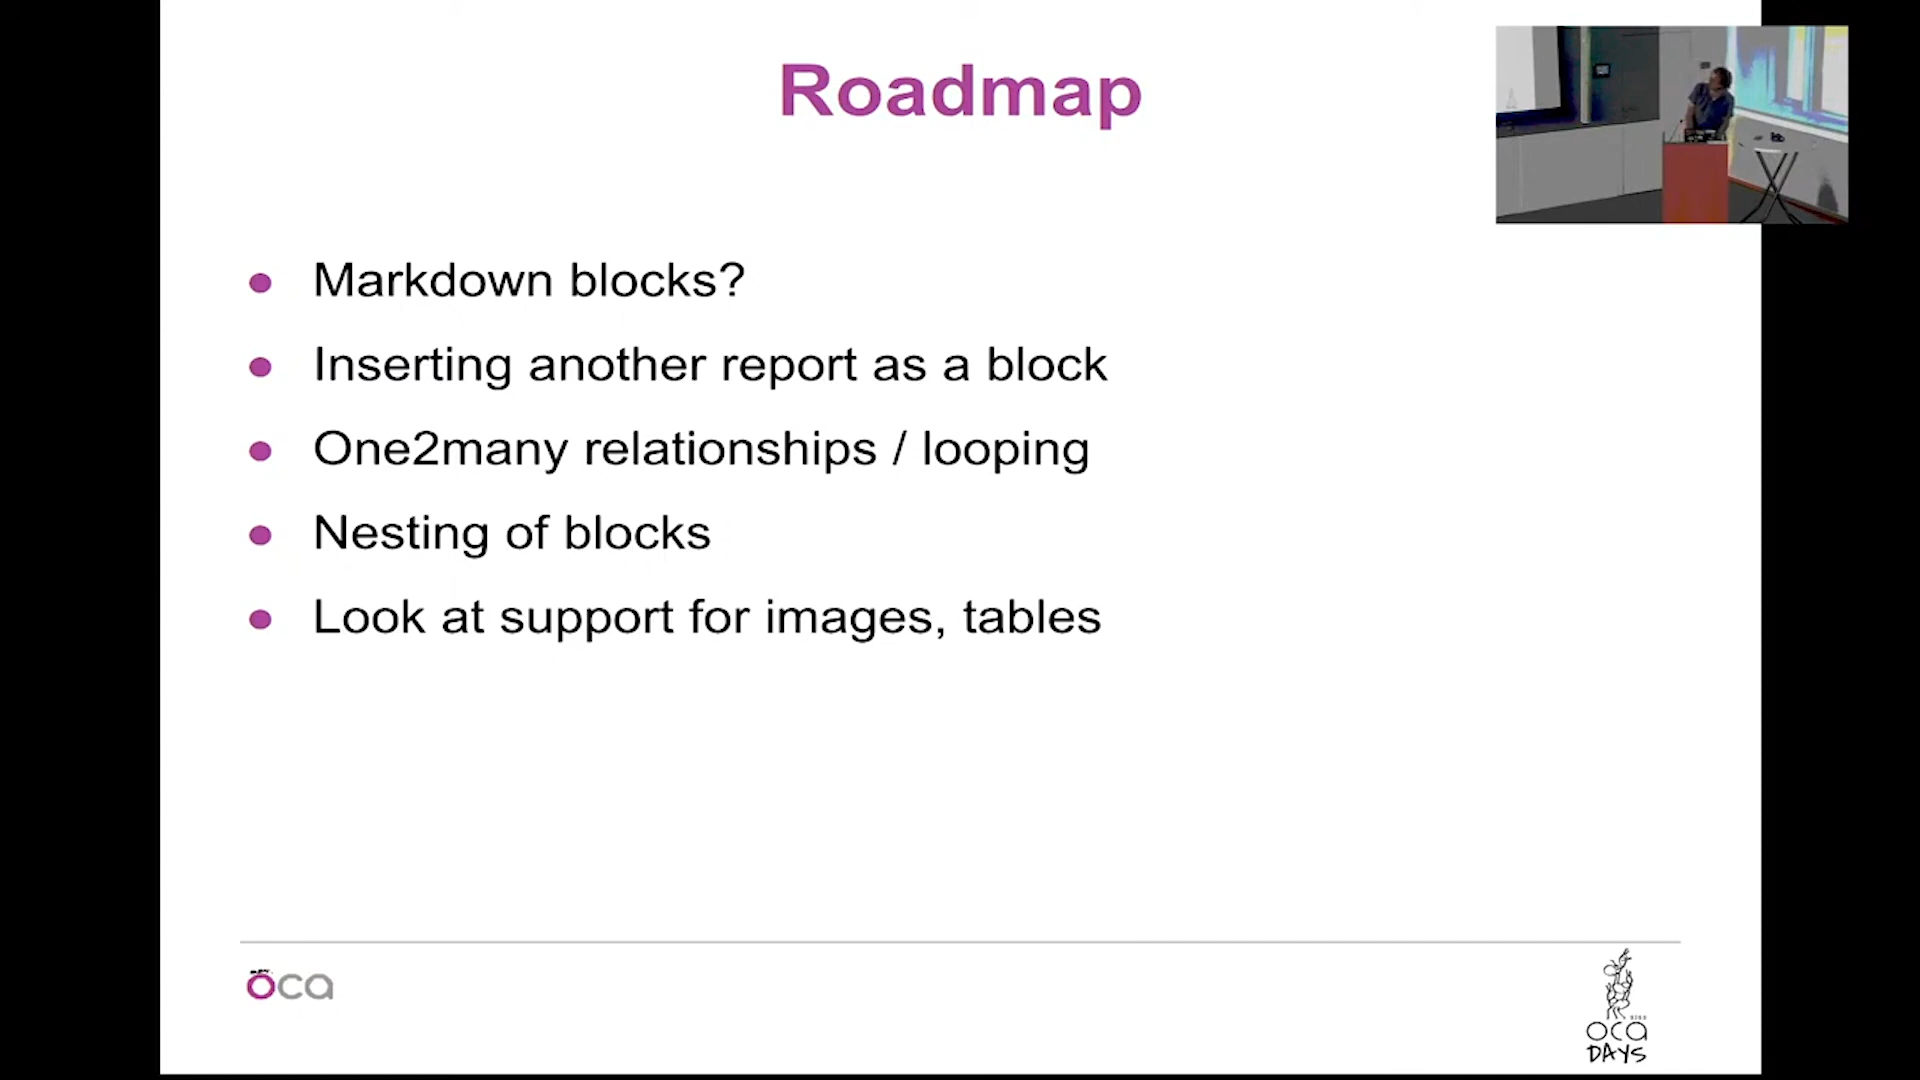 Roadmap
Markdown blocks?
Inserting another report as a block
One2many relationships / looping
Nesting of blocks
Look at support for images, tables
oca
oca
DAYS